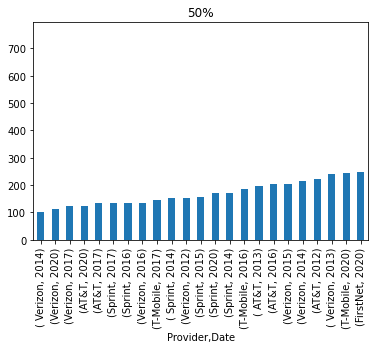 50%
700
600
500
400
300
200
100
0
( Verizon, 2014)
(Verizon, 2020)
(Verizon, 2017)
(AT&T, 2020)
(AT&T, 2017)
(Sprint, 2017)
(Sprint, 2016)
(Verizon, 2016)
(T-Mobile, 2017)
( Sprint, 2014)
(Verizon, 2012)
(Sprint, 2015)
(Sprint, 2020)
(Sprint, 2014)
(T-Mobile, 2016)
( AT&T, 2013)
(AT&T, 2016)
(Verizon, 2015)
(Verizon, 2014)
(AT&T, 2012)
( Verizon, 2013)
(T-Mobile, 2020)
(FirstNet, 2020)
Provider,Date